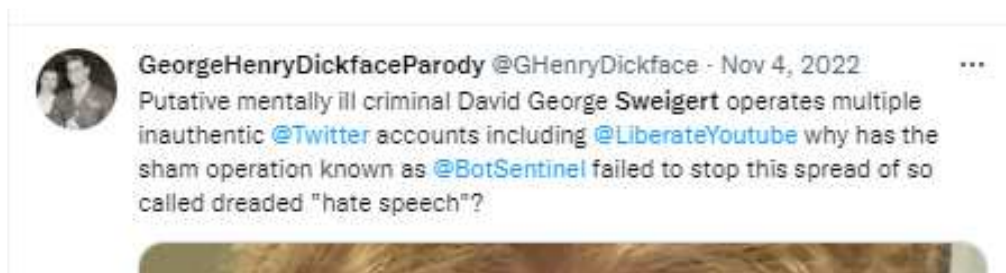 GeorgeHenryDickfaceParody @GHenryDickface · Nov 4, 2022 ...
Putative mentally ill criminal David George Sweigert operates multiple
inauthentic @Twitter accounts including @LiberateYoutube why has the
sham operation known as @BotSentinel failed to stop this spread of so
called dreaded "hate speech"?